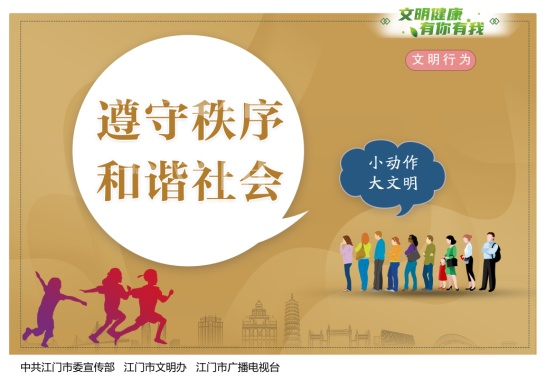 文明健康
有你有我
文明行为
遵守秩序
和谐社会
小动作
大文明
中共江门市委宣传部 江门市文明办 江门市广播电视台